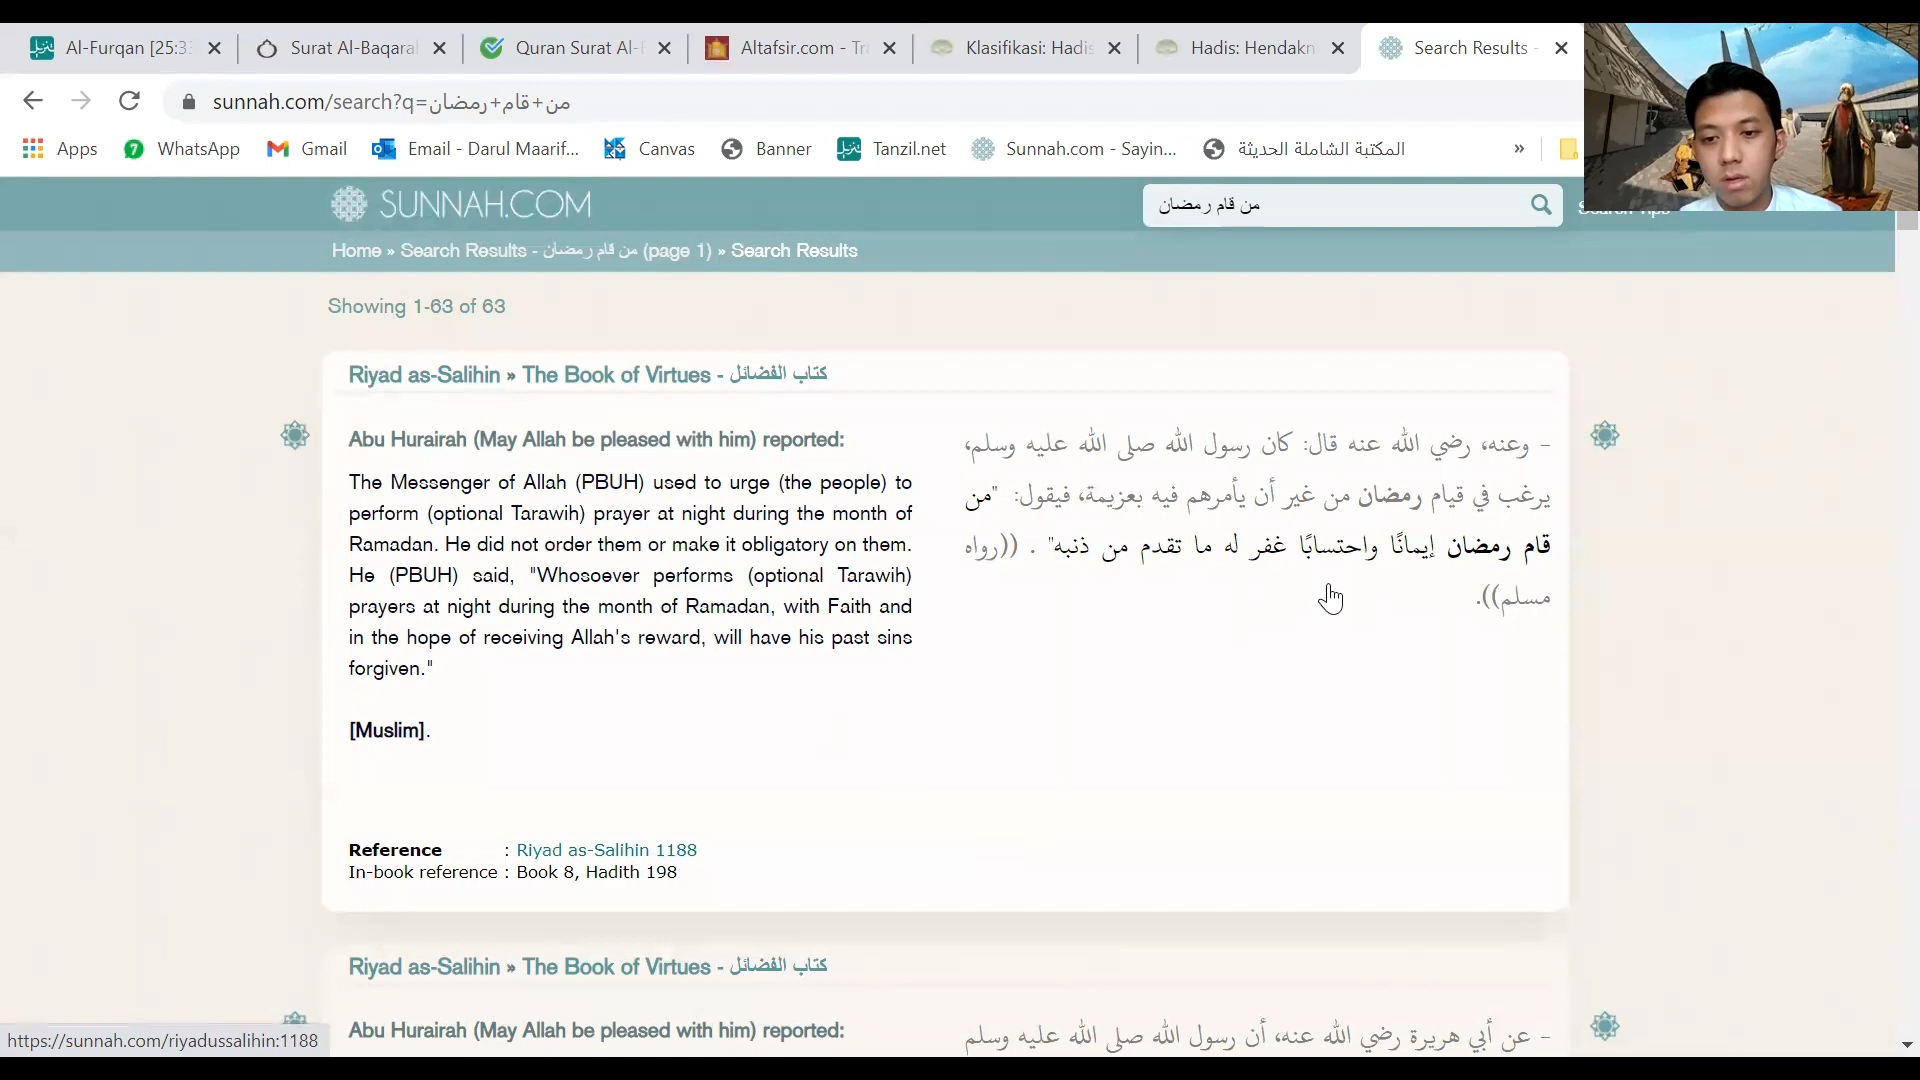 Al-Furqan [25:3
Surat Al-Baqara
Quran Surat Al-
Altafsir.com - Tr
Klasifikasi: Hadis
Hadis: Hendakn
Search Results -
sunnah.com/search?q=من+قام+رمضان
Apps
WhatsApp
Gmail
Email - Darul Maarif...
Canvas
Banner
Tanzil.net
Sunnah.com - Sayin...
المكتبة الشاملة الحديثة
»
SUNNAH.COM
من قام رمضان
Home » Search Results - من قام رمضان (page 1) » Search Results
Showing 1-63 of 63
Riyad as-Salihin » The Book of Virtues - كتاب الفضائل
Abu Hurairah (May Allah be pleased with him) reported:
The Messenger of Allah (PBUH) used to urge (the people) to
perform (optional Tarawih) prayer at night during the month of
Ramadan. He did not order them or make it obligatory on them.
He (PBUH) said, "Whosoever performs (optional Tarawih)
prayers at night during the month of Ramadan, with Faith and
in the hope of receiving Allah's reward, will have his past sins
forgiven."
[Muslim].
- وعنه، رضي الله عنه قال: كان رسول الله صلى الله عليه وسلم،
يرغب في قيام رمضان من غير أن يأمرهم فيه بعزيمة، فيقول: "من
قام رمضان إيمانًا واحتسابًا غفر له ما تقدم من ذنبه" . ((رواه
مسلم)).
Reference : Riyad as-Salihin 1188
In-book reference : Book 8, Hadith 198
Riyad as-Salihin » The Book of Virtues - كتاب الفضائل
Abu Hurairah (May Allah be pleased with him) reported:
- عن أبي هريرة رضي الله عنه، أن رسول الله صلى الله عليه وسلم
https://sunnah.com/riyadussalihin:1188